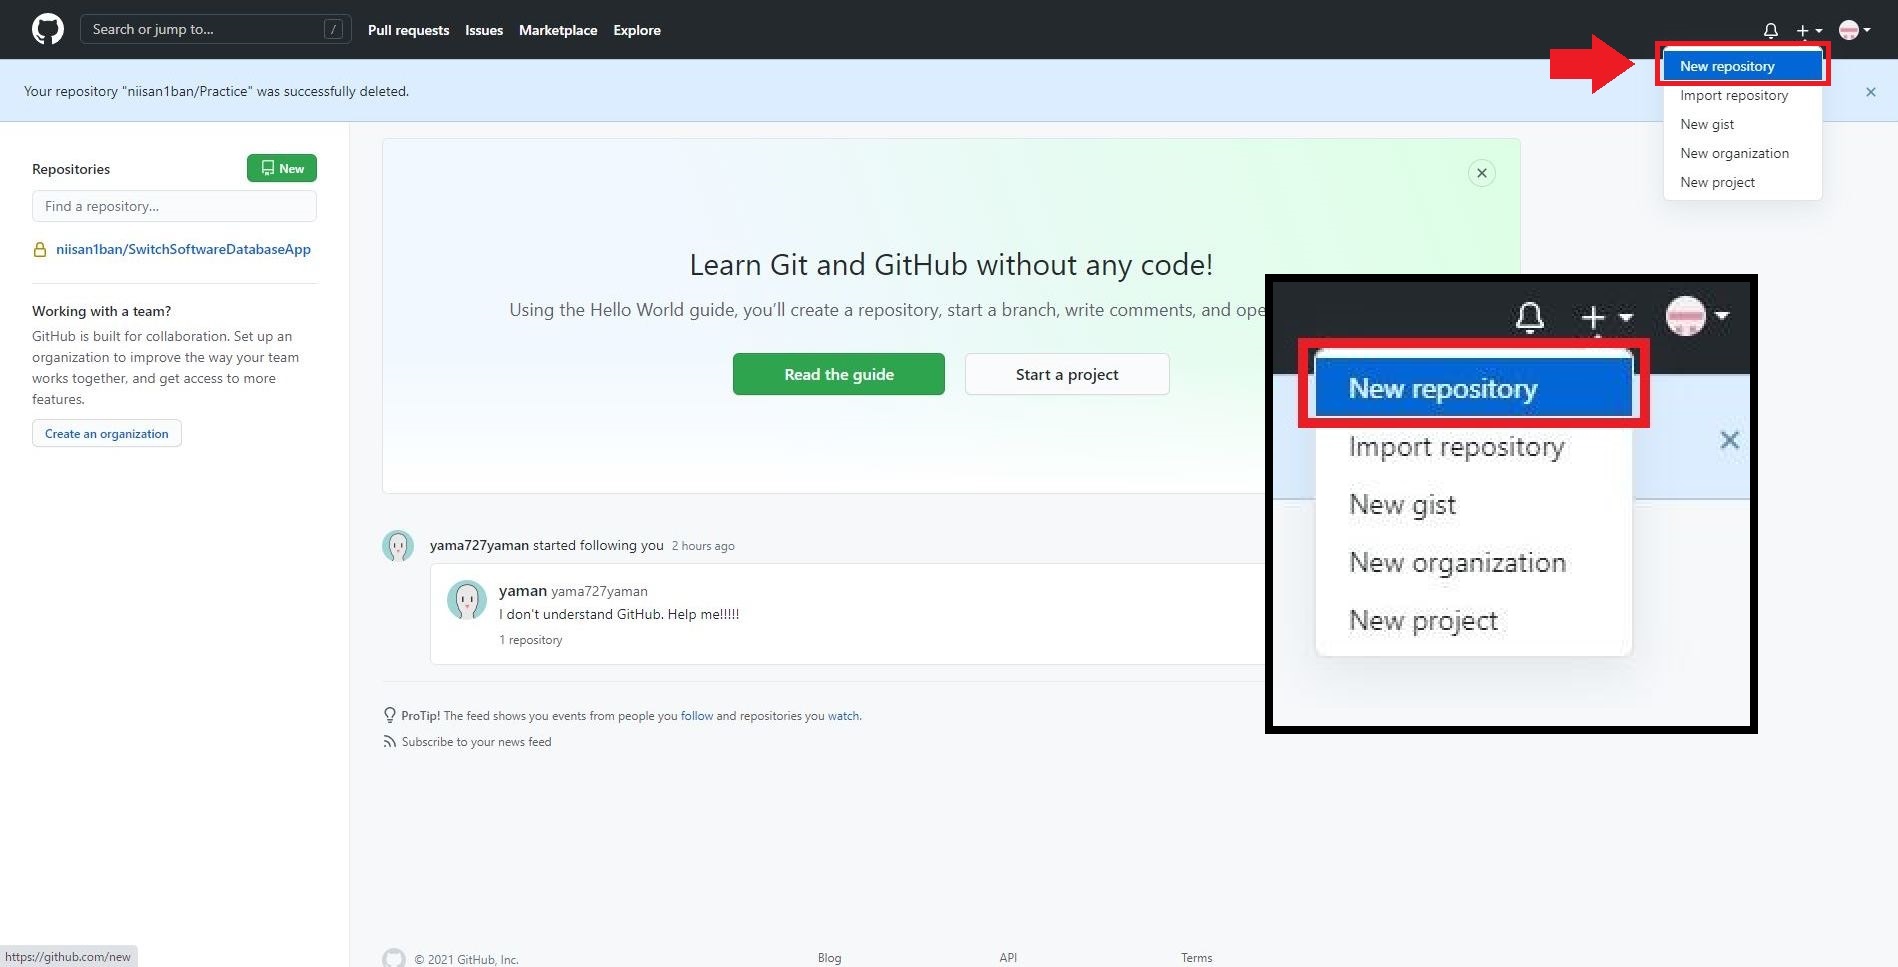 Search or jump to...
/
Pull requests
Issues
Marketplace
Explore
New repository
Import repository
New gist
New organization
New project
Your repository "niisan1ban/Practice" was successfully deleted.
Repositories
New
Find a repository...
niisan1ban/SwitchSoftwareDatabaseApp
Working with a team?
GitHub is built for collaboration. Set up an
organization to improve the way your team
works together, and get access to more
features.
Create an organization
Learn Git and GitHub without any code!
Using the Hello World guide, you’ll create a repository, start a branch, write comments, and ope
Read the guide
Start a project
New repository
Import repository
New gist
New organization
New project
yama727yaman started following you 2 hours ago
yaman yama727yaman
I don't understand GitHub. Help me!!!!!
1 repository
ProTip! The feed shows you events from people you follow and repositories you watch.
Subscribe to your news feed
https://github.com/new
© 2021 GitHub, Inc.
Blog
API
Terms